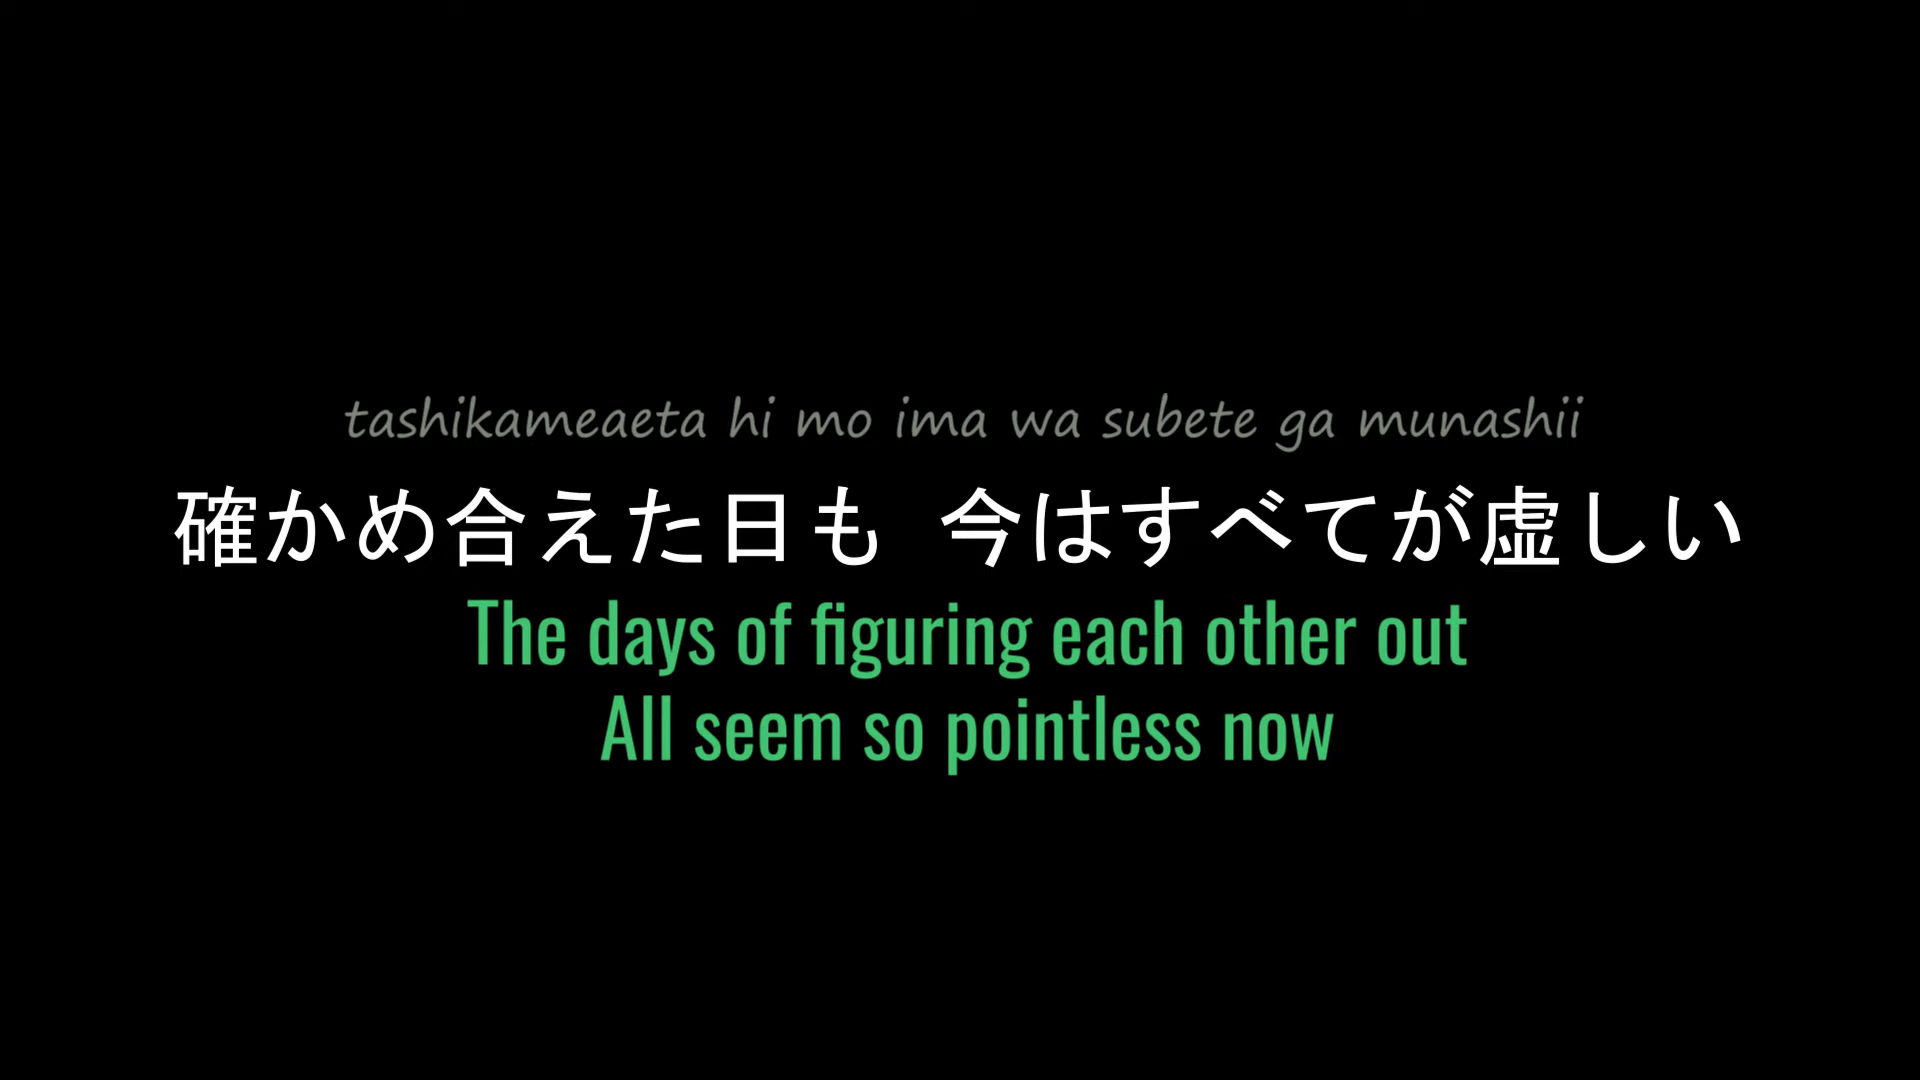 tashikameaeta hi mo ima wa subete ga munashii
確かめ合えた日も 今はすべてが虚しい
The days of figuring each other out
All seem so pointless now